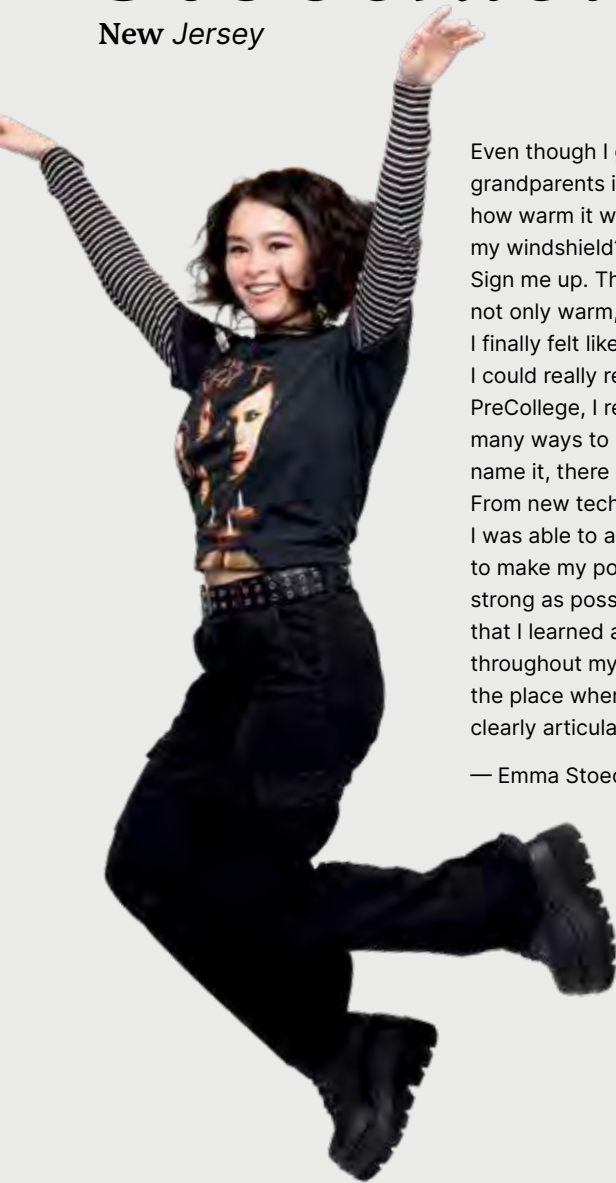 New Jersey
Even though I
grandparents i
how warm it w
my windshield
Sign me up. Th
not only warm,
I finally felt like
I could really re
PreCollege, I re
many ways to
name it, there
From new tech
I was able to a
to make my po
strong as poss
that I learned a
throughout my
the place wher
clearly articula
— Emma Stoec